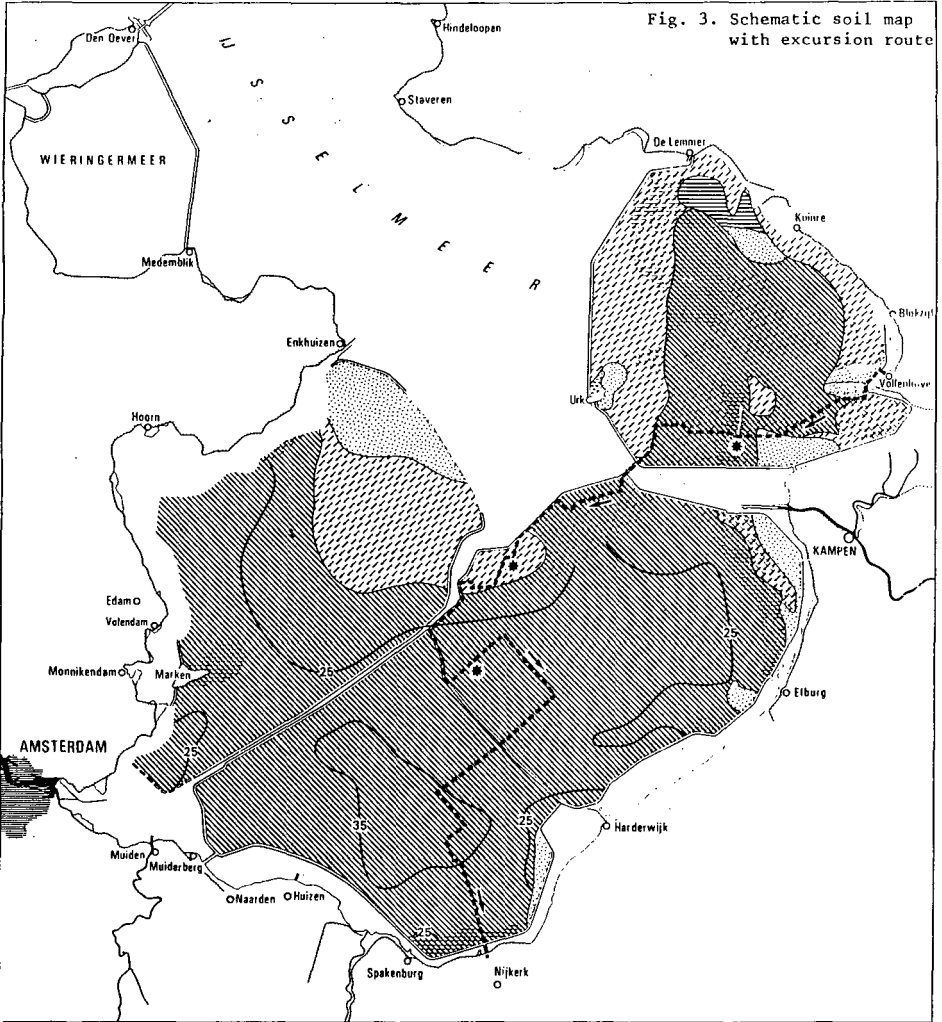 Fig. 3. Schematic soil map
with excursion route
Den Oever
Hindeloopen
IJSSELMEER
Staveren
WIERINGERMEER
De Lemmer
Kuinre
Medemblik
Enkhuizen
Urk
Hoorn
KAMPEN
Edam
Volendam
25
Monnikendam
Marken
25
Elburg
AMSTERDAM
25
35
25
Harderwijk
Muiden
Muiderberg
Naarden
Huizen
25
Spakenburg
Nijkerk